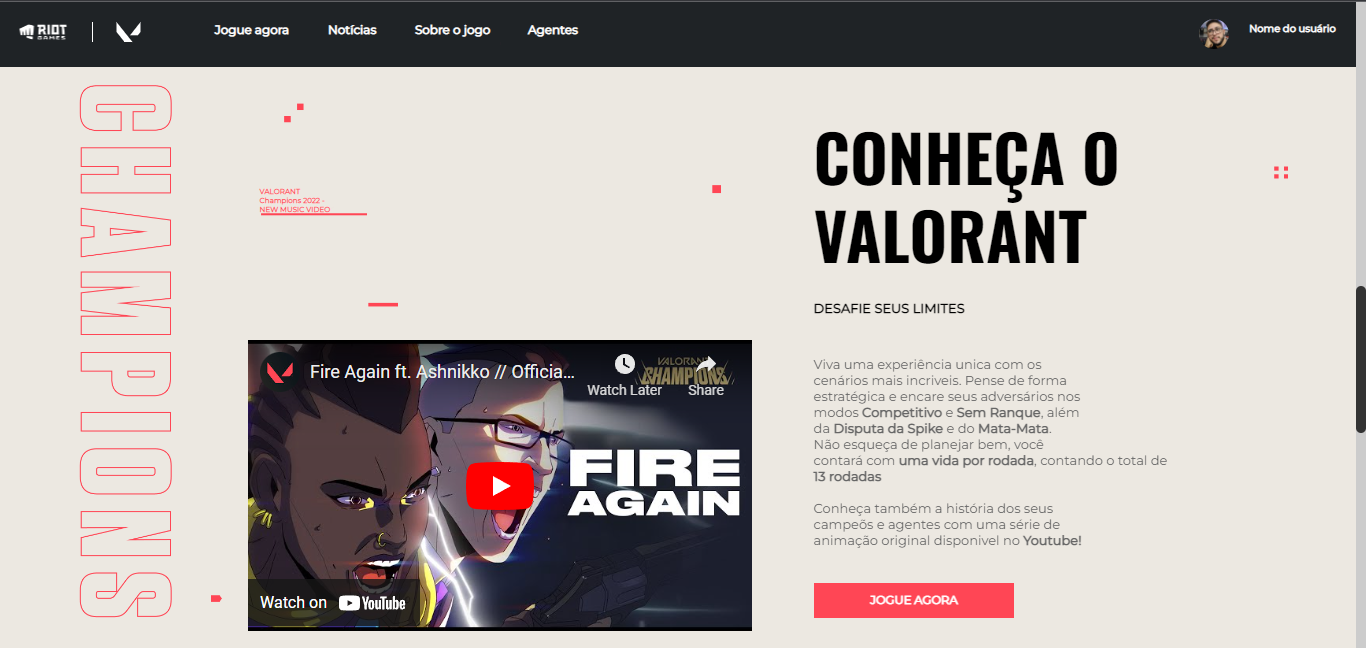 RIOT
GAMES
Jogue agora
Notícias
Sobre o jogo
Agentes
Nome do usuário
CHAMPIONS
VALORANT
Champions 2022 -
NEW MUSIC VIDEO
Fire Again ft. Ashnikko // Officia...
Watch Later
Share
VALORANT
CHAMPIONS
FIRE
AGAIN
Watch on YouTube
CONHEÇA O
VALORANT
DESAFIE SEUS LIMITES
Viva uma experiência unica com os
cenários mais incriveis. Pense de forma
estratégica e encare seus adversários nos
modos Competitivo e Sem Ranque, além
da Disputa da Spike e do Mata-Mata.
Não esqueça de planejar bem, você
contará com uma vida por rodada, contando o total de
13 rodadas
Conheça também a história dos seus
campeõs e agentes com uma série de
animação original disponivel no Youtube!
JOGUE AGORA